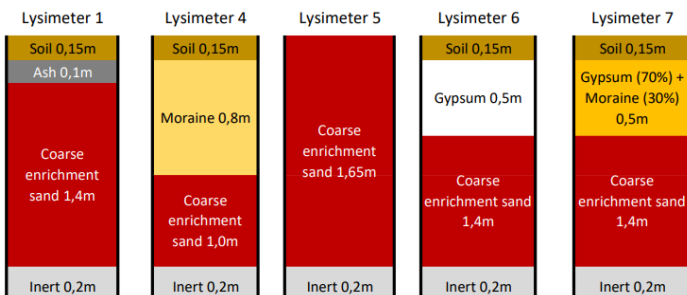 Lysimeter 1
Soil 0,15m
Ash 0,1m
Coarse
enrichment
sand 1,4m
Inert 0,2m
Lysimeter 4
Soil 0,15m
Moraine 0,8m
Coarse
enrichment
sand 1,0m
Inert 0,2m
Lysimeter 5
Coarse
enrichment
sand 1,65m
Inert 0,2m
Lysimeter 6
Soil 0,15m
Gypsum 0,5m
Coarse
enrichment sand
1,4m
Inert 0,2m
Lysimeter 7
Soil 0,15m
Gypsum (70%) +
Moraine (30%)
0,5m
Coarse
enrichment sand
1,4m
Inert 0,2m